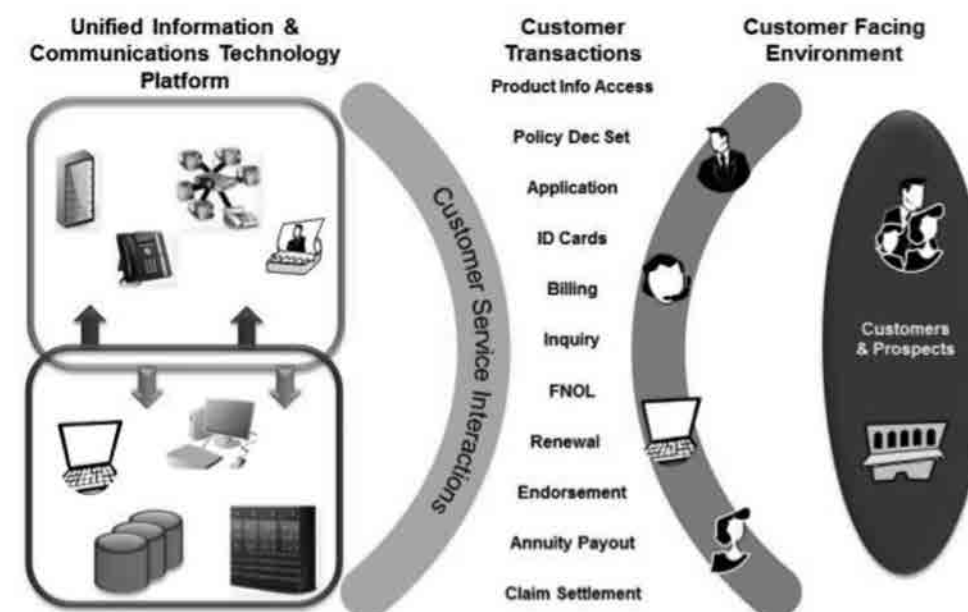 Unified Information &
Communications Technology
Platform
Customer Service Interactions
Customer
Transactions
Product Info Access
Policy Dec Set
Application
ID Cards
Billing
Inquiry
FNOL
Renewal
Endorsement
Annuity Payout
Claim Settlement
Customer Facing
Environment
Customers
& Prospects